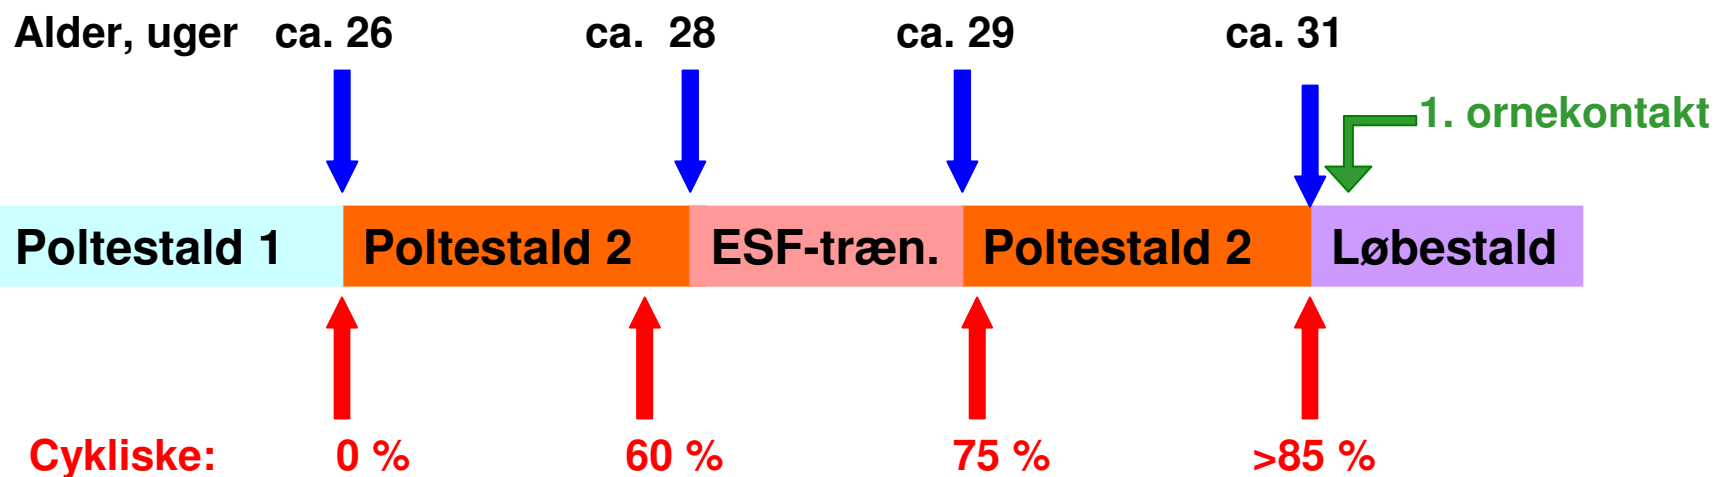 Alder, uger ca. 26 ca. 28 ca. 29 ca. 31
1. ornekontakt
Poltestald 1 Poltestald 2 ESF-træn. Poltestald 2 Løbestald
Cykliske: 0 % 60 % 75 % >85 %